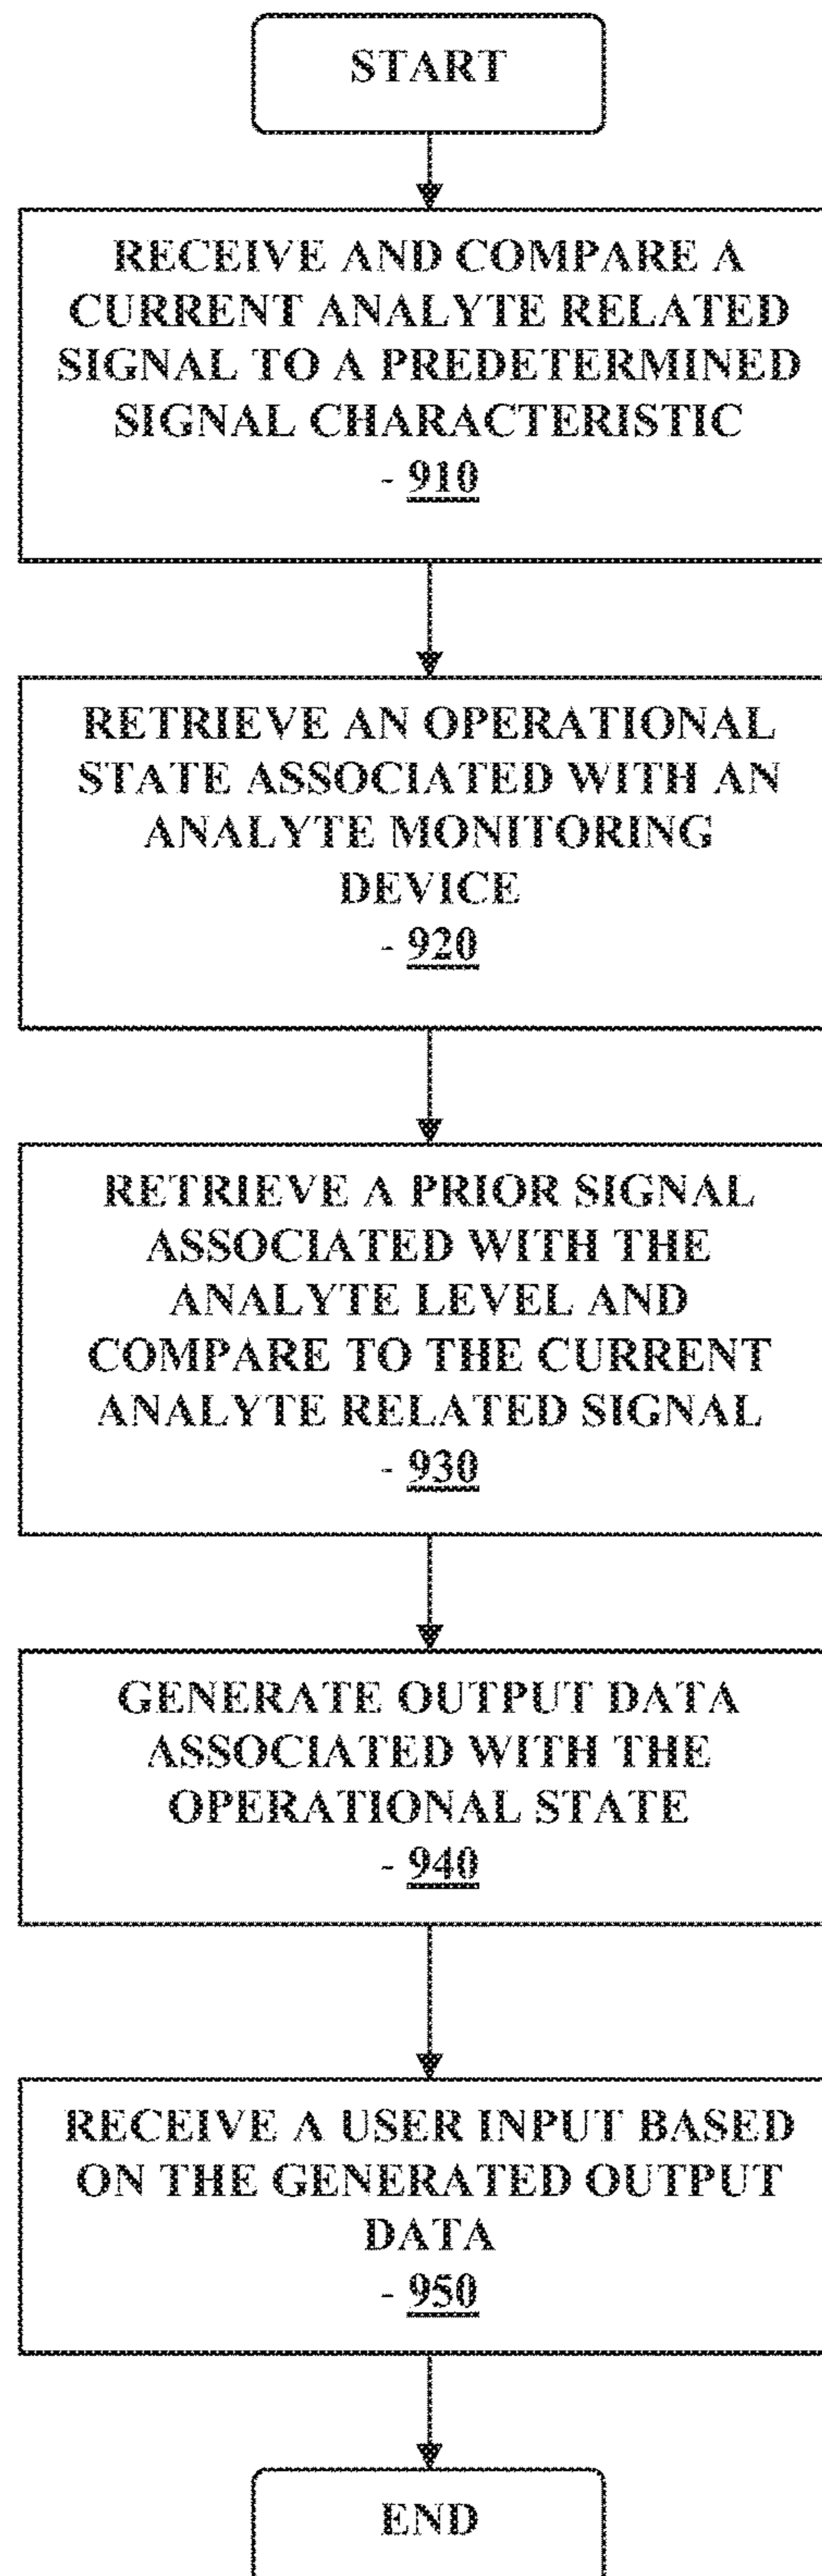 START
RECEIVE AND COMPARE A
CURRENT ANALYTE RELATED
SIGNAL TO A PREDETERMINED
SIGNAL CHARACTERISTIC
- 910
RETRIEVE AN OPERATIONAL
STATE ASSOCIATED WITH AN
ANALYTE MONITORING
DEVICE
- 920
RETRIEVE A PRIOR SIGNAL
ASSOCIATED WITH THE
ANALYTE LEVEL AND
COMPARE TO THE CURRENT
ANALYTE RELATED SIGNAL
- 930
GENERATE OUTPUT DATA
ASSOCIATED WITH THE
OPERATIONAL STATE
- 940
RECEIVE A USER INPUT BASED
ON THE GENERATED OUTPUT
DATA
- 950
END